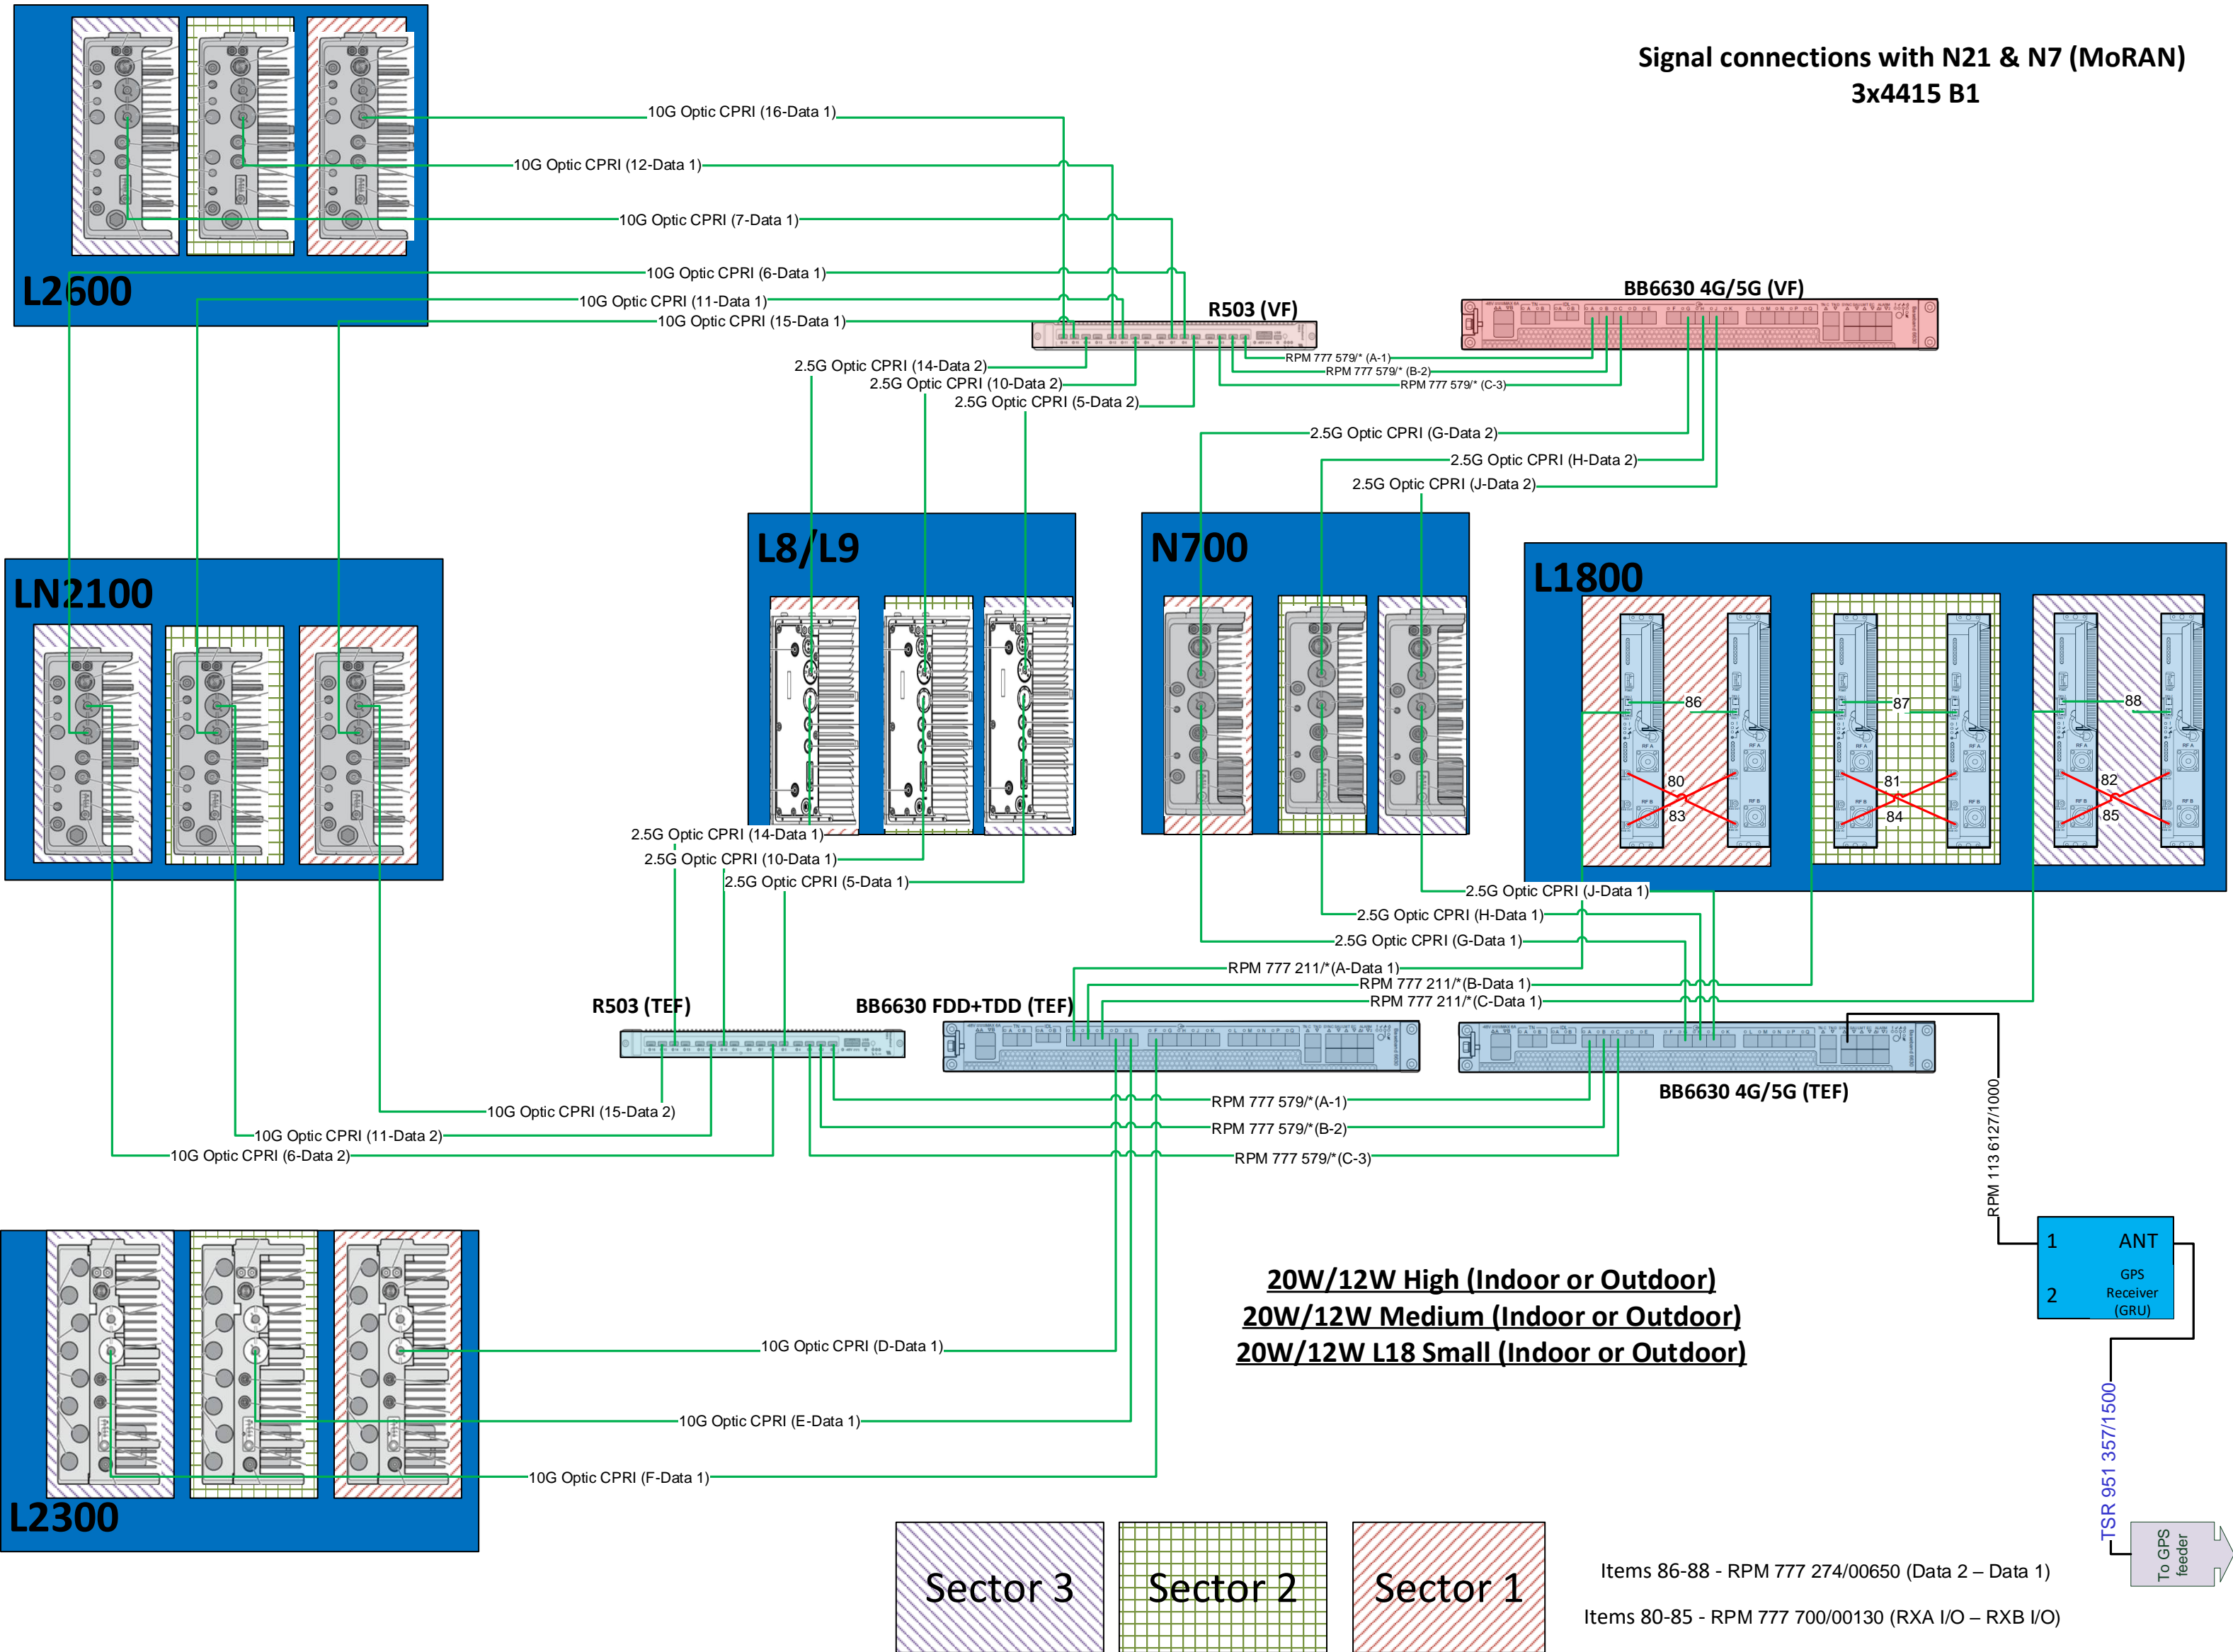 Signal connections with N21 & N7 (MoRAN)
3x4415 B1
10G Optic CPRI (16-Data 1)
10G Optic CPRI (12-Data 1)
10G Optic CPRI (7-Data 1)
10G Optic CPRI (6-Data 1)
10G Optic CPRI (11-Data 1)
10G Optic CPRI (15-Data 1)
L2600
R503 (VF)
BB6630 4G/5G (VF)
RPM 777 579/* (A-1)
RPM 777 579/* (B-2)
RPM 777 579/* (C-3)
2.5G Optic CPRI (14-Data 2)
2.5G Optic CPRI (10-Data 2)
2.5G Optic CPRI (5-Data 2)
2.5G Optic CPRI (G-Data 2)
2.5G Optic CPRI (H-Data 2)
2.5G Optic CPRI (J-Data 2)
LN2100
L8/L9
N700
L1800
86
87
88
RF A
RF A
RF A
RF A
RF A
RF A
80
81
82
RF B
RF B
RF B
RF B
RF B
RF B
83
84
85
2.5G Optic CPRI (14-Data 1)
2.5G Optic CPRI (10-Data 1)
2.5G Optic CPRI (5-Data 1)
2.5G Optic CPRI (J-Data 1)
2.5G Optic CPRI (H-Data 1)
2.5G Optic CPRI (G-Data 1)
RPM 777 211/*(A-Data 1)
RPM 777 211/*(B-Data 1)
RPM 777 211/*(C-Data 1)
R503 (TEF)
BB6630 FDD+TDD (TEF)
BB6630 4G/5G (TEF)
10G Optic CPRI (15-Data 2)
10G Optic CPRI (11-Data 2)
10G Optic CPRI (6-Data 2)
RPM 777 579/*(A-1)
RPM 777 579/*(B-2)
RPM 777 579/*(C-3)
RPM 113 6127/1000
1 ANT
2
GPS
Receiver
(GRU)
20W/12W High (Indoor or Outdoor)
20W/12W Medium (Indoor or Outdoor)
20W/12W L18 Small (Indoor or Outdoor)
10G Optic CPRI (D-Data 1)
10G Optic CPRI (E-Data 1)
10G Optic CPRI (F-Data 1)
L2300
TSR 951 357/1500
To GPS
feeder
Sector 3
Sector 2
Sector 1
Items 86-88 - RPM 777 274/00650 (Data 2 – Data 1)
Items 80-85 - RPM 777 700/00130 (RXA I/O – RXB I/O)